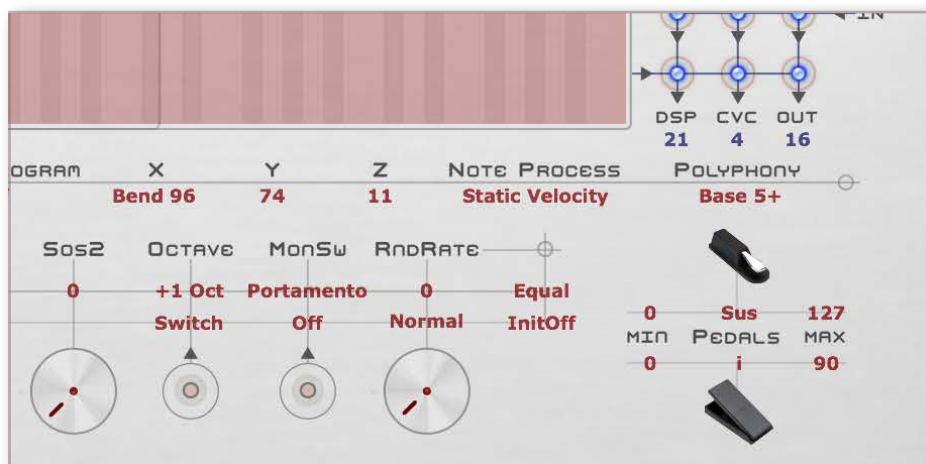 IN
DSP CVC OUT
21 4 16
OGRAM X Y Z NOTE PROCESS POLYPHONY
Bend 96 74 11 Static Velocity Base 5+
SOS2 OCTAVE MONSW RNDRATE
0 +1 Oct Portamento 0 Equal
0 Sus 127
Switch Off Normal InitOff
MIN PEDALS MAX
0 i 90